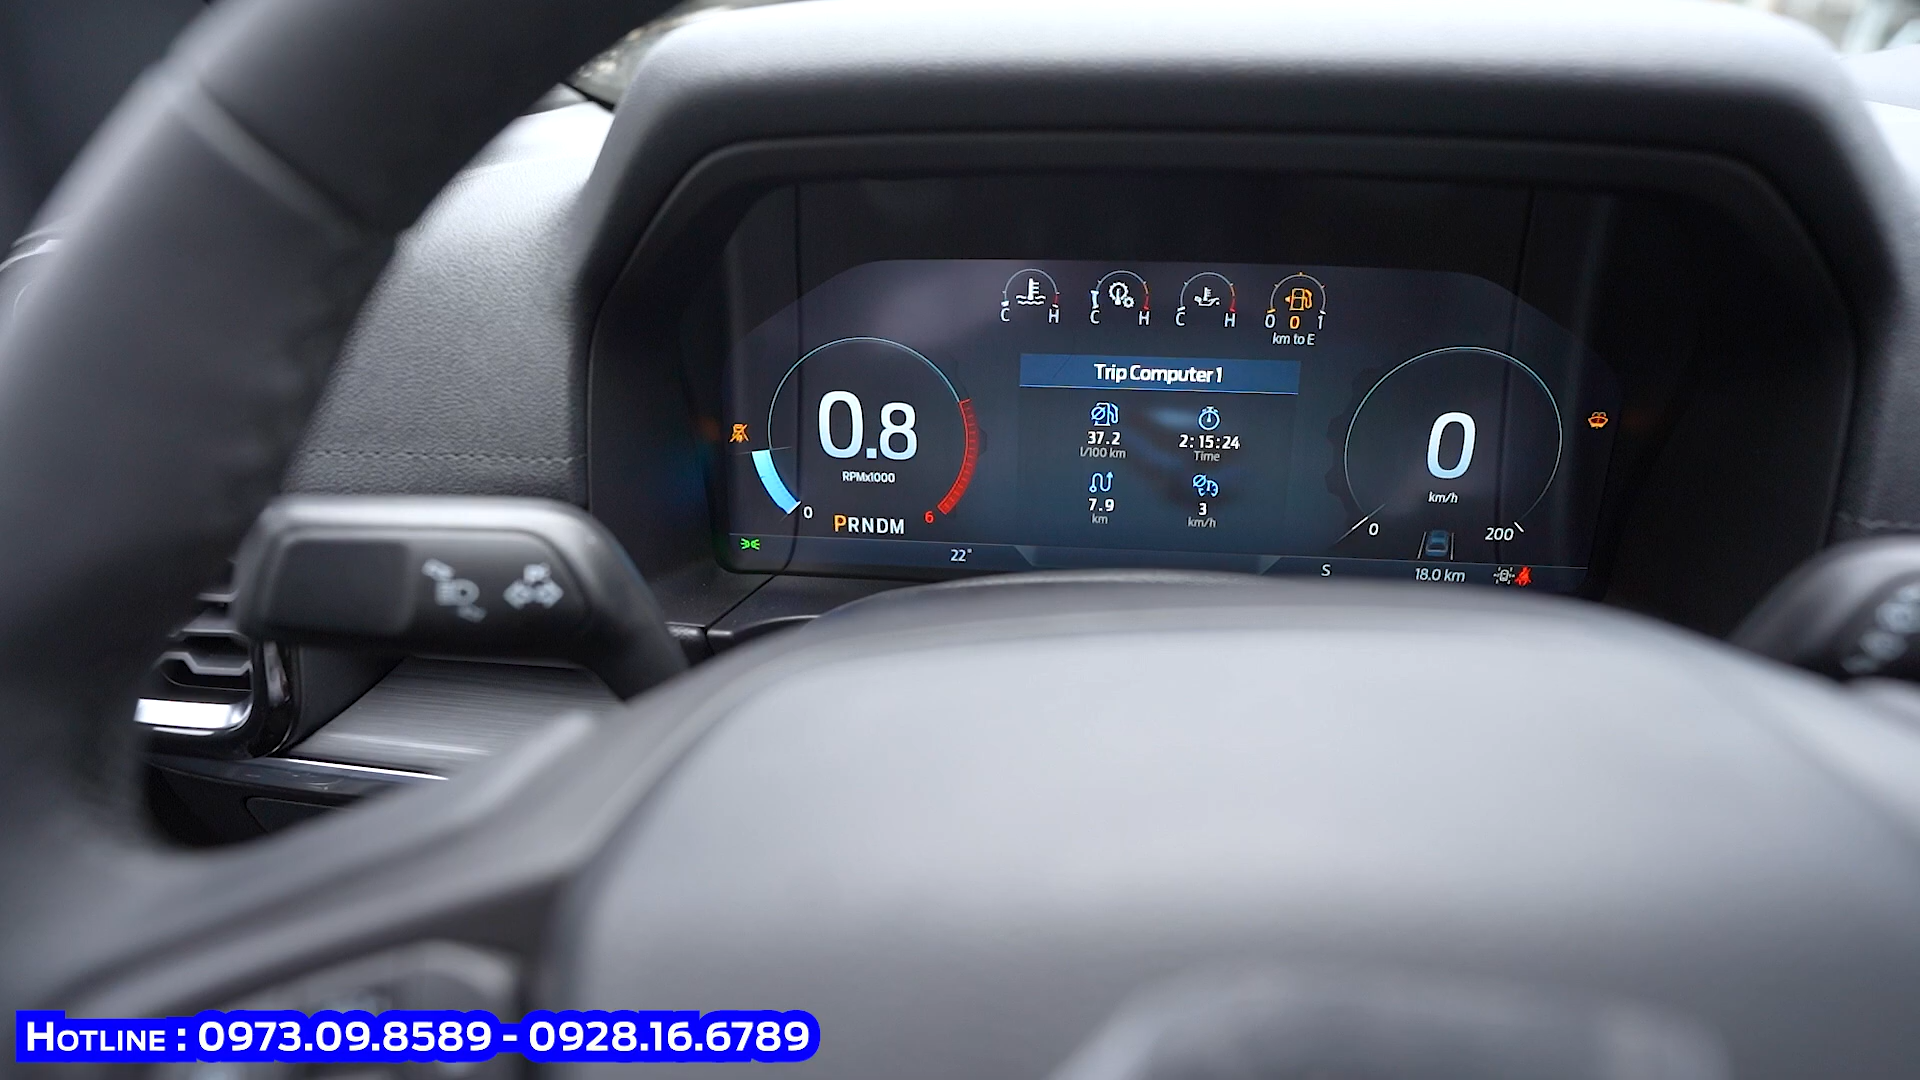 C H
C H
C H
0 0 1
km to E
Trip Computer 1
37.2
l/100 km
2:15:24
Time
7.9
km
3
km/h
0.8
RPMx1000
0
6
PRNDM
22°
0
km/h
0
200
S
18.0 km
HOTLINE : 0973.09.8589 - 0928.16.6789